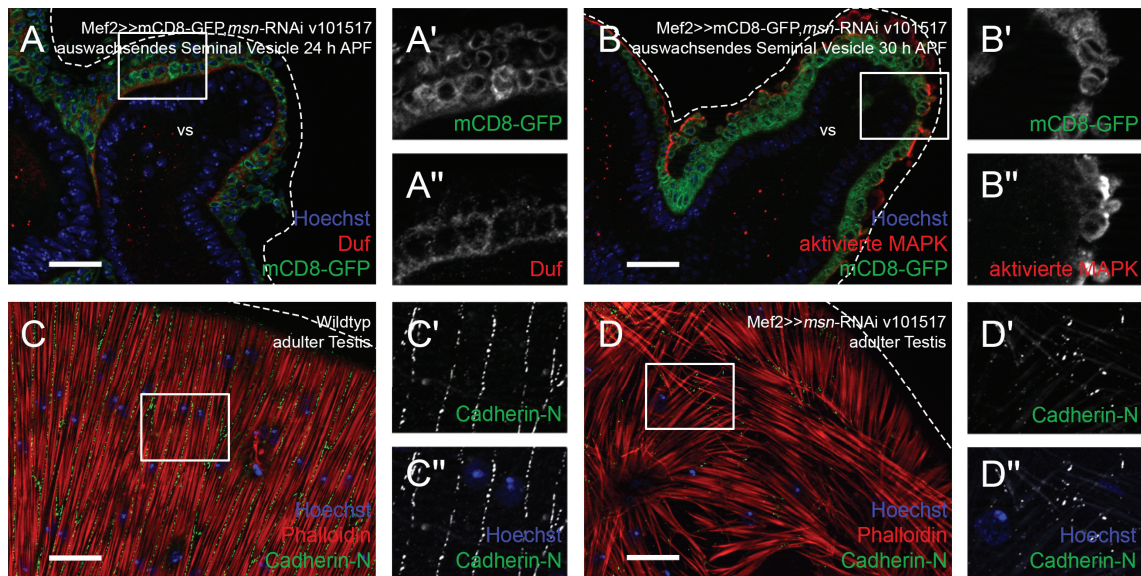 A
Mef2>>mCD8-GFP,msn-RNAi v101517
auswachsendes Seminal Vesicle 24 h APF
vs
Hoechst
Duf
mCD8-GFP
A'
mCD8-GFP
A"
Duf
B
Mef2>>mCD8-GFP,msn-RNAi v101517
auswachsendes Seminal Vesicle 30 h APF
vs
Hoechst
aktivierte MAPK
mCD8-GFP
B'
mCD8-GFP
B"
aktivierte MAPK
C
Wildtyp
adulter Testis
Hoechst
Phalloidin
Cadherin-N
C'
Cadherin-N
C"
Hoechst
Cadherin-N
D
Mef2>>msn-RNAi v101517
adulter Testis
Hoechst
Phalloidin
Cadherin-N
D'
Cadherin-N
D"
Hoechst
Cadherin-N